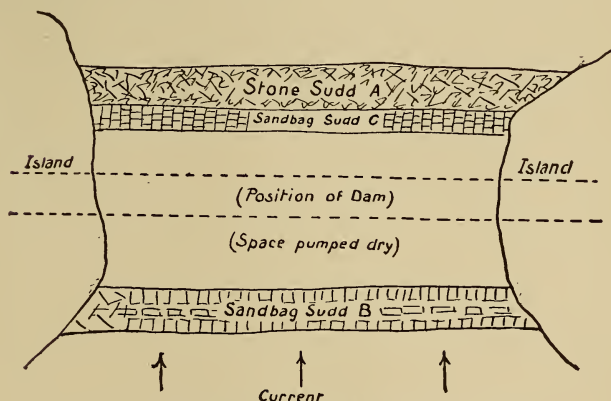 Stone Sudd A
Sandbag Sudd C
Island
Island
(Position of Dam)
(Space pumped dry)
Sandbag Sudd B
Current